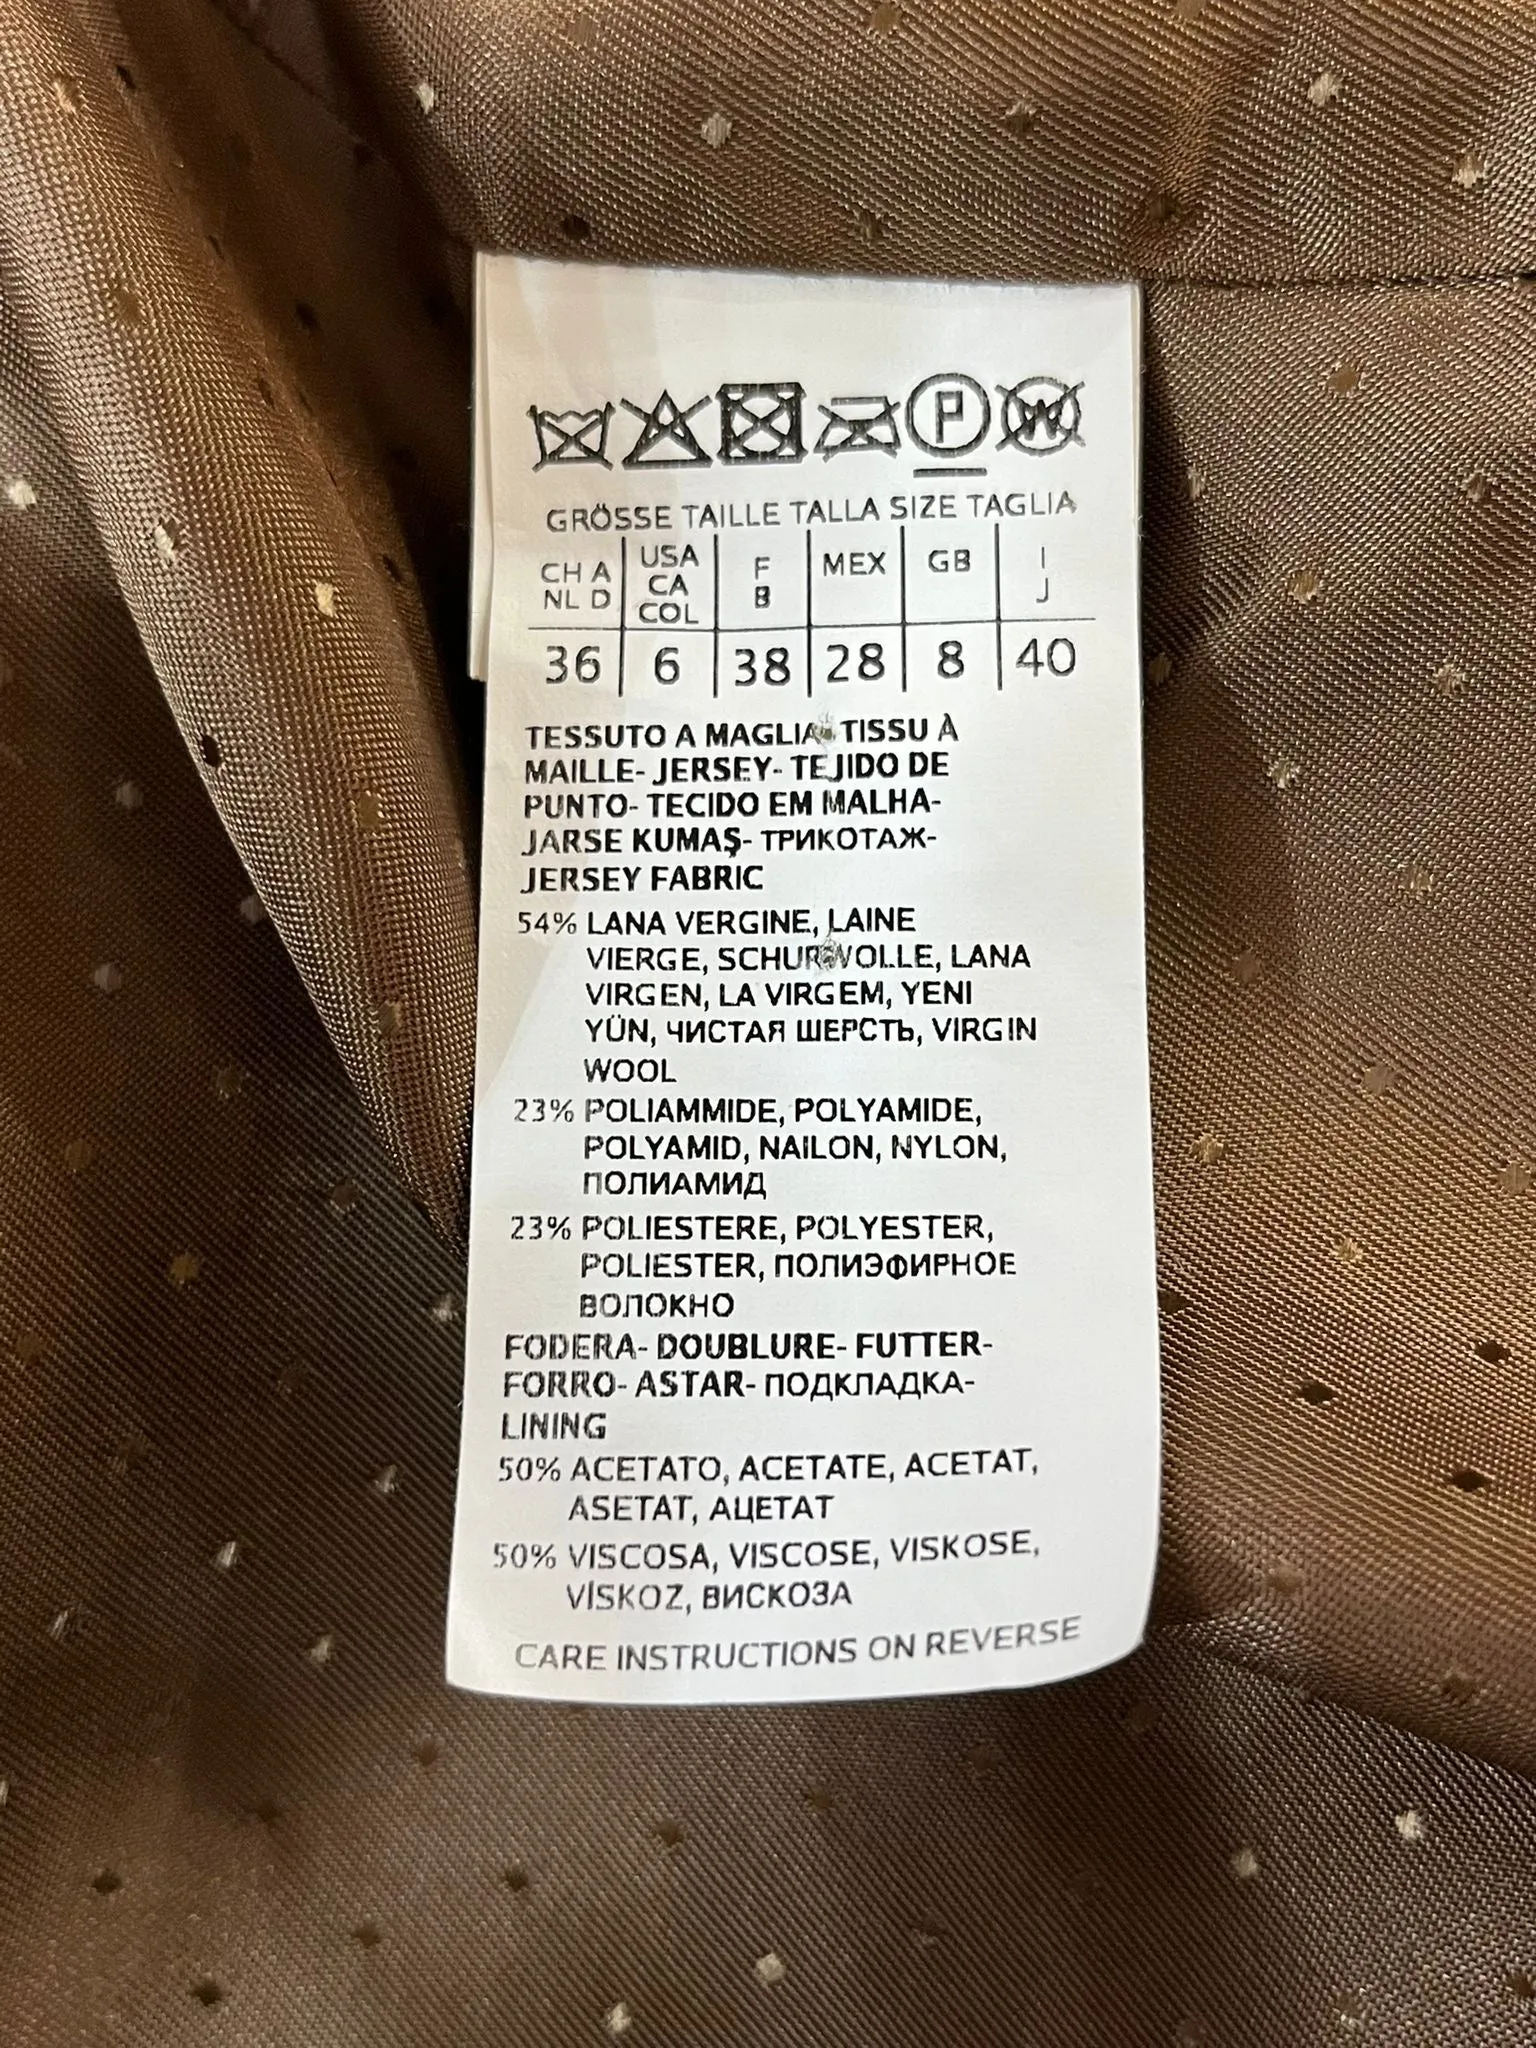 P W
GRÖSSE TAILLE TALLA SIZE TAGLIA
CH A NL D USA CA COL F B MEX GB I J
36 6 38 28 8 40
TESSUTO A MAGLIA- TISSU À
MAILLE- JERSEY- TEJIDO DE
PUNTO- TECIDO EM MALHA-
JARSE KUMAŞ- ТРИКОТАЖ-
JERSEY FABRIC
54% LANA VERGINE, LAINE
VIERGE, SCHURWOLLE, LANA
VIRGEN, LA VIRGEM, YENI
YÜN, ЧИСТАЯ ШЕРСТЬ, VIRGIN
WOOL
23% POLIAMMIDE, POLYAMIDE,
POLYAMID, NAILON, NYLON,
ПОЛИАМИД
23% POLIESTERE, POLYESTER,
POLIESTER, ПОЛИЭФИРНОЕ
ВОЛОКНО
FODERA- DOUBLURE- FUTTER-
FORRO- ASTAR- ПОДКЛАДКА-
LINING
50% ACETATO, ACETATE, ACETAT,
ASETAT, АЦЕТАТ
50% VISCOSA, VISCOSE, VISKOSE,
VİSKOZ, ВИСКОЗА
CARE INSTRUCTIONS ON REVERSE